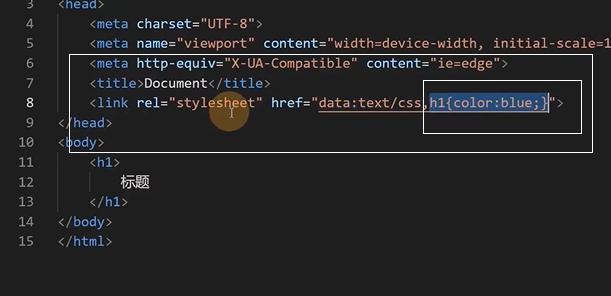 3 <head>
4 <meta charset="UTF-8">
5 <meta name="viewport" content="width=device-width, initial-scale=1
6 <meta http-equiv="X-UA-Compatible" content="ie=edge">
7 <title>Document</title>
8 <link rel="stylesheet" href="data:text/css,h1{color:blue;}">
9 </head>
10 <body>
11 <h1>
12 标题
13 </h1>
14 </body>
15 </html>